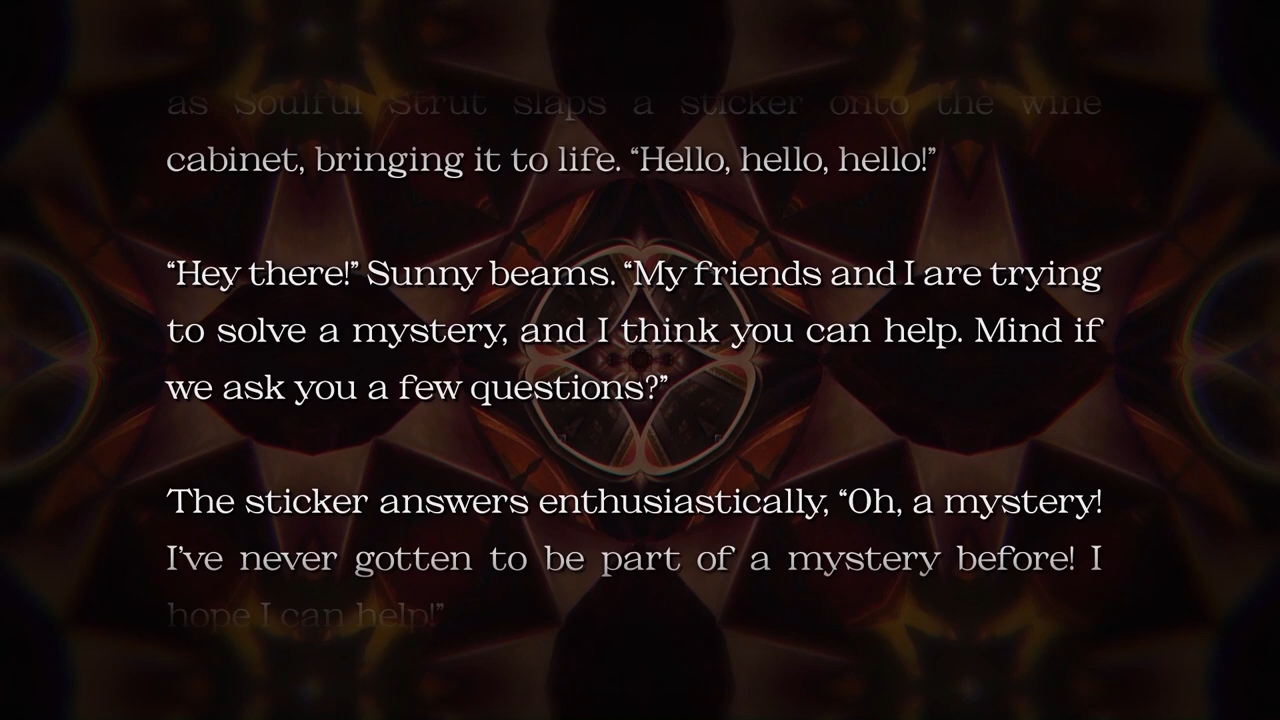 as Soulful Strut slaps a sticker onto the wine
cabinet, bringing it to life. “Hello, hello, hello!”
“Hey there!” Sunny beams. “My friends and I are trying
to solve a mystery, and I think you can help. Mind if
we ask you a few questions?”
The sticker answers enthusiastically, “Oh, a mystery!
I’ve never gotten to be part of a mystery before! I
hope I can help!”